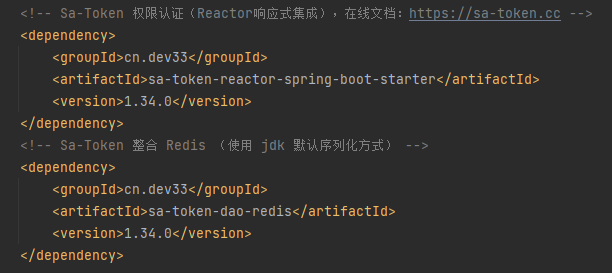 <!-- Sa-Token 权限认证（Reactor响应式集成），在线文档：https://sa-token.cc -->
<dependency>
    <groupId>cn.dev33</groupId>
    <artifactId>sa-token-reactor-spring-boot-starter</artifactId>
    <version>1.34.0</version>
</dependency>
<!-- Sa-Token 整合 Redis （使用 jdk 默认序列化方式） -->
<dependency>
    <groupId>cn.dev33</groupId>
    <artifactId>sa-token-dao-redis</artifactId>
    <version>1.34.0</version>
</dependency>